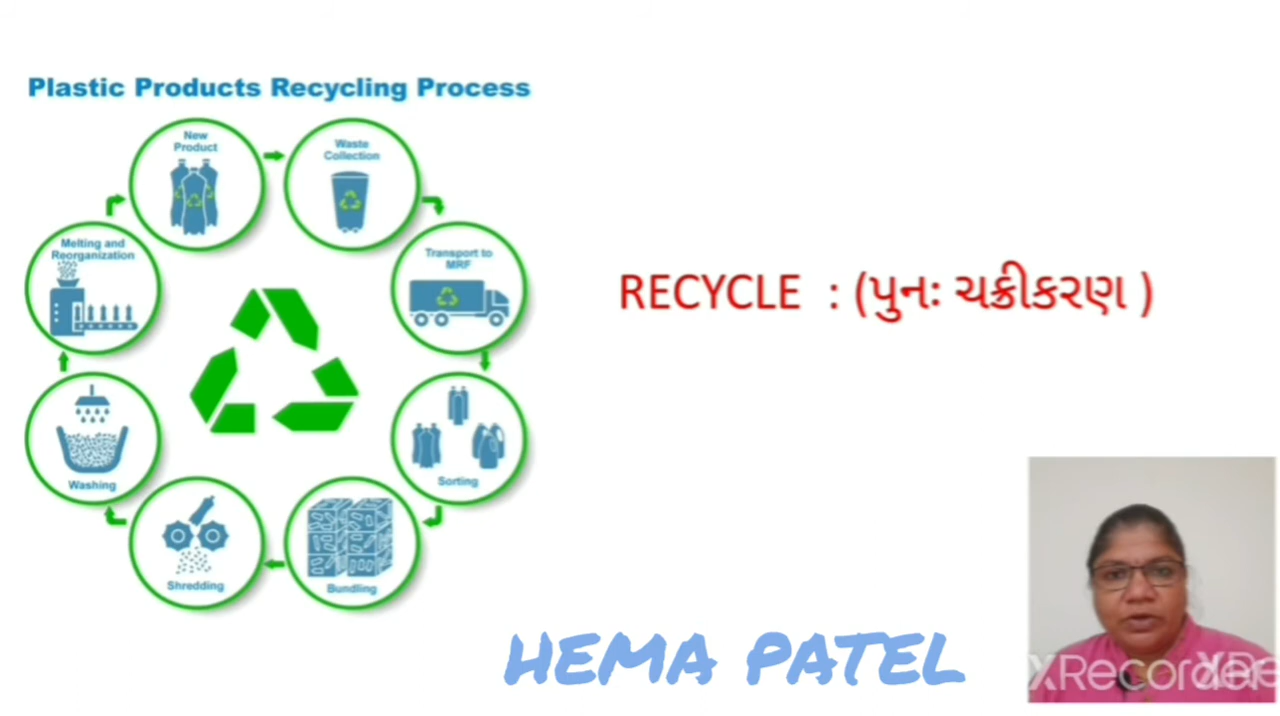 Plastic Products Recycling Process
New
Product
Waste
Collection
Transport to
MRF
Sorting
Bundling
Shredding
Washing
Melting and
Reorganization
RECYCLE : (પુનઃ ચક્રીકરણ )
HEMA PATEL
XRecorder
XRe